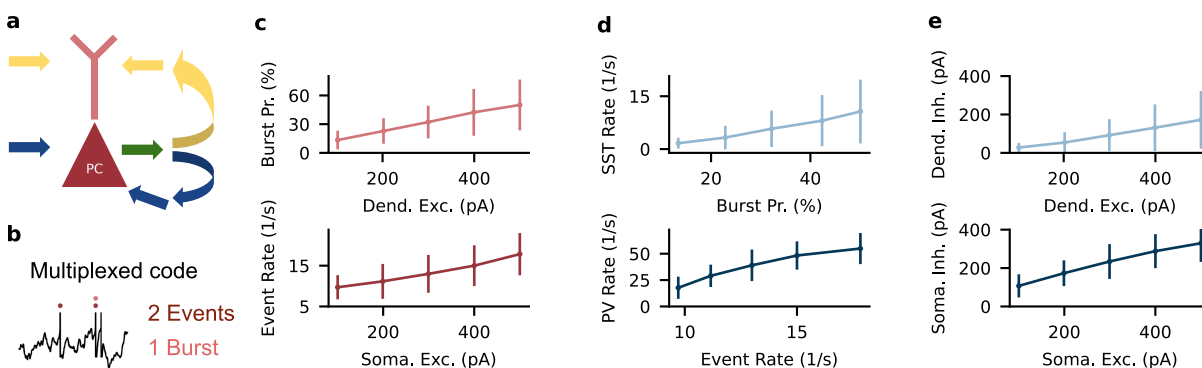 a
PC
b
Multiplexed code
2 Events
1 Burst
c
Burst Pr. (%)
60
30
0
200
400
Dend. Exc. (pA)
Event Rate (1/s)
15
5
200
400
Soma. Exc. (pA)
d
SST Rate (1/s)
15
0
20
40
Burst Pr. (%)
PV Rate (1/s)
50
25
0
10
15
Event Rate (1/s)
e
Dend. Inh. (pA)
400
200
0
200
400
Dend. Exc. (pA)
Soma. Inh. (pA)
400
200
0
200
400
Soma. Exc. (pA)